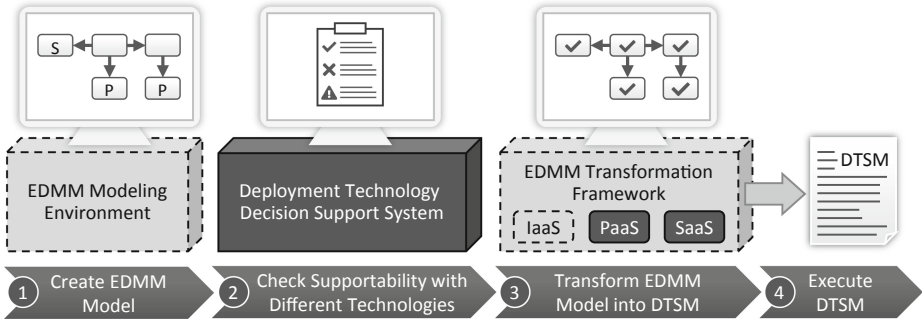 S
P
P
EDMM Modeling
Environment
Deployment Technology
Decision Support System
EDMM Transformation
Framework
IaaS
PaaS
SaaS
DTSM
1
Create EDMM
Model
2
Check Supportability with
Different Technologies
3
Transform EDMM
Model into DTSM
4
Execute
DTSM